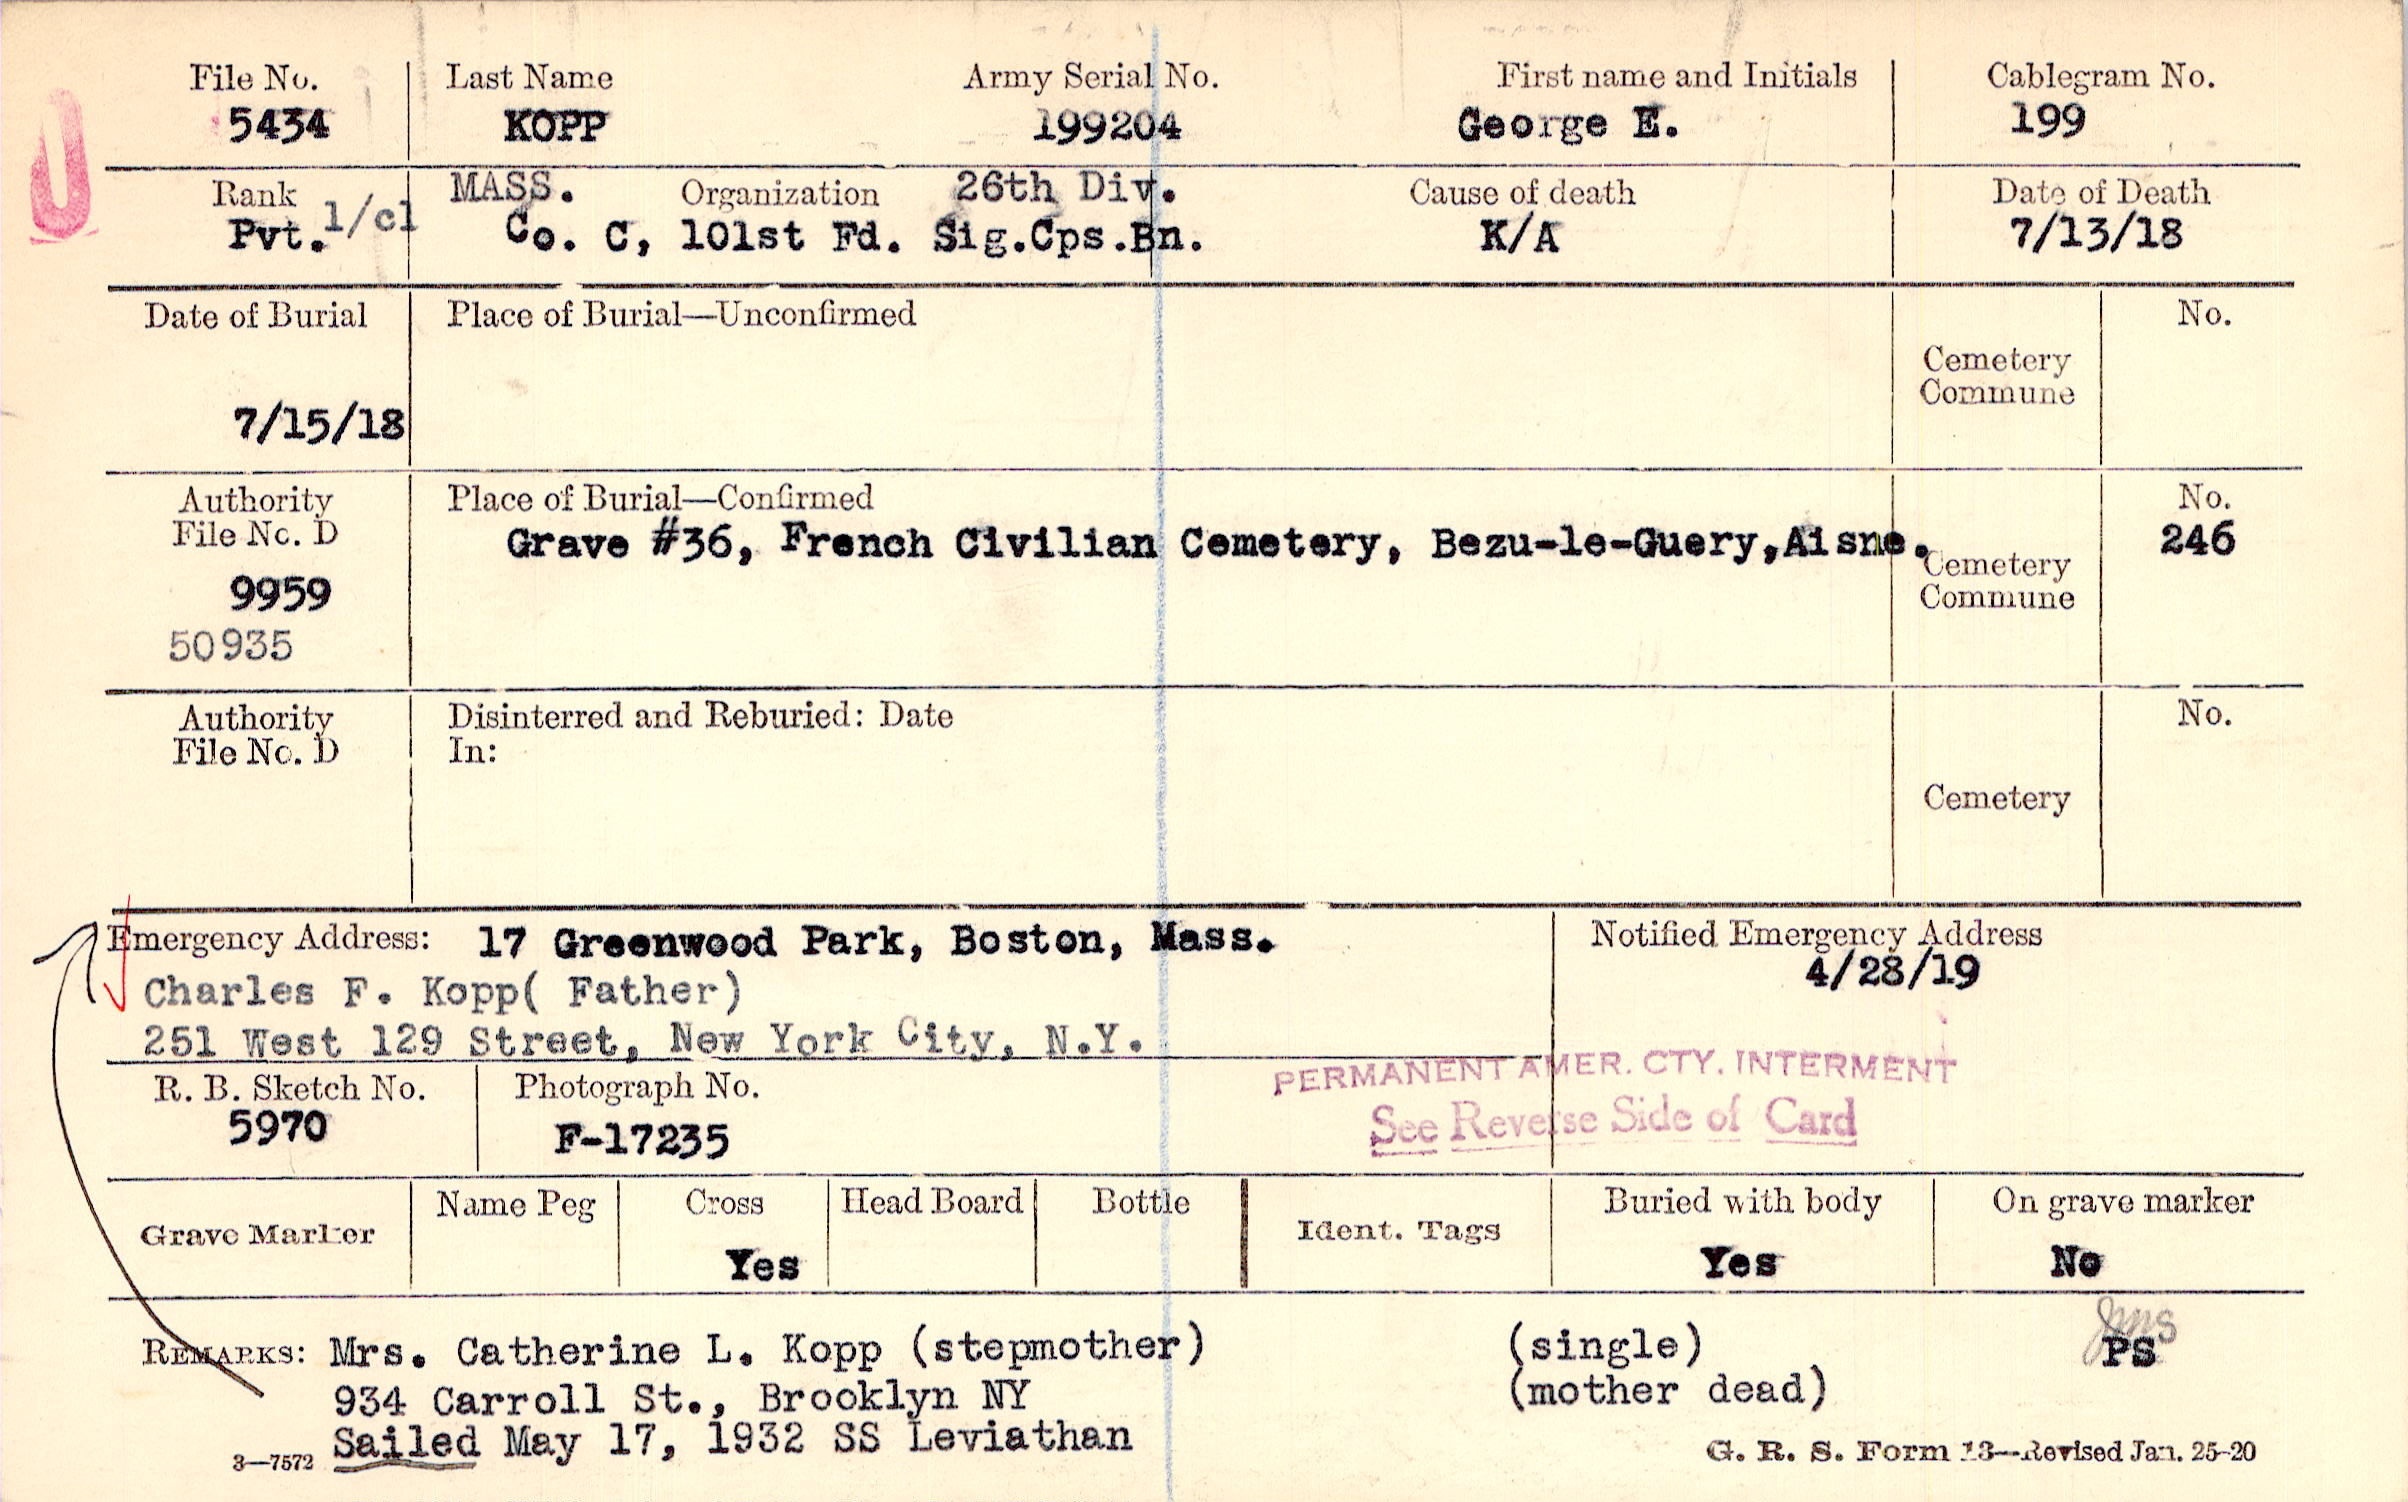 File No. Last Name Army Serial No. First name and Initials Cablegram No.
5434 KOPP 199204 George E. 199
U
Rank MASS. Organization 26th Div. Cause of death Date of Death
Pvt. 1/cl Co. C, 101st Fd. Sig.Cps.Bn. K/A 7/13/18
Date of Burial Place of Burial—Unconfirmed No.
Cemetery
Commune
7/15/18
Authority Place of Burial—Confirmed No.
File No. D Grave #36, French Civilian Cemetery, Bezu-le-Guery,Aisne. 246
Cemetery
9959 Commune
50935
Authority Disinterred and Reburied: Date No.
File No. D In:
Cemetery
Emergency Address: 17 Greenwood Park, Boston, Mass. Notified Emergency Address
4/28/19
Charles F. Kopp( Father)
251 West 129 Street, New York City, N.Y.
PERMANENT AMER. CTY. INTERMENT
R. B. Sketch No. Photograph No.
5970 F-17235 See Reverse Side of Card
Grave Marker Name Peg Cross Head Board Bottle Ident. Tags Buried with body On grave marker
Yes Yes No
REMARKS: Mrs. Catherine L. Kopp (stepmother) (single) PS
934 Carroll St., Brooklyn NY (mother dead)
Sailed May 17, 1932 SS Leviathan
3—7572 G. R. S. Form 13—Revised Jan. 25-20